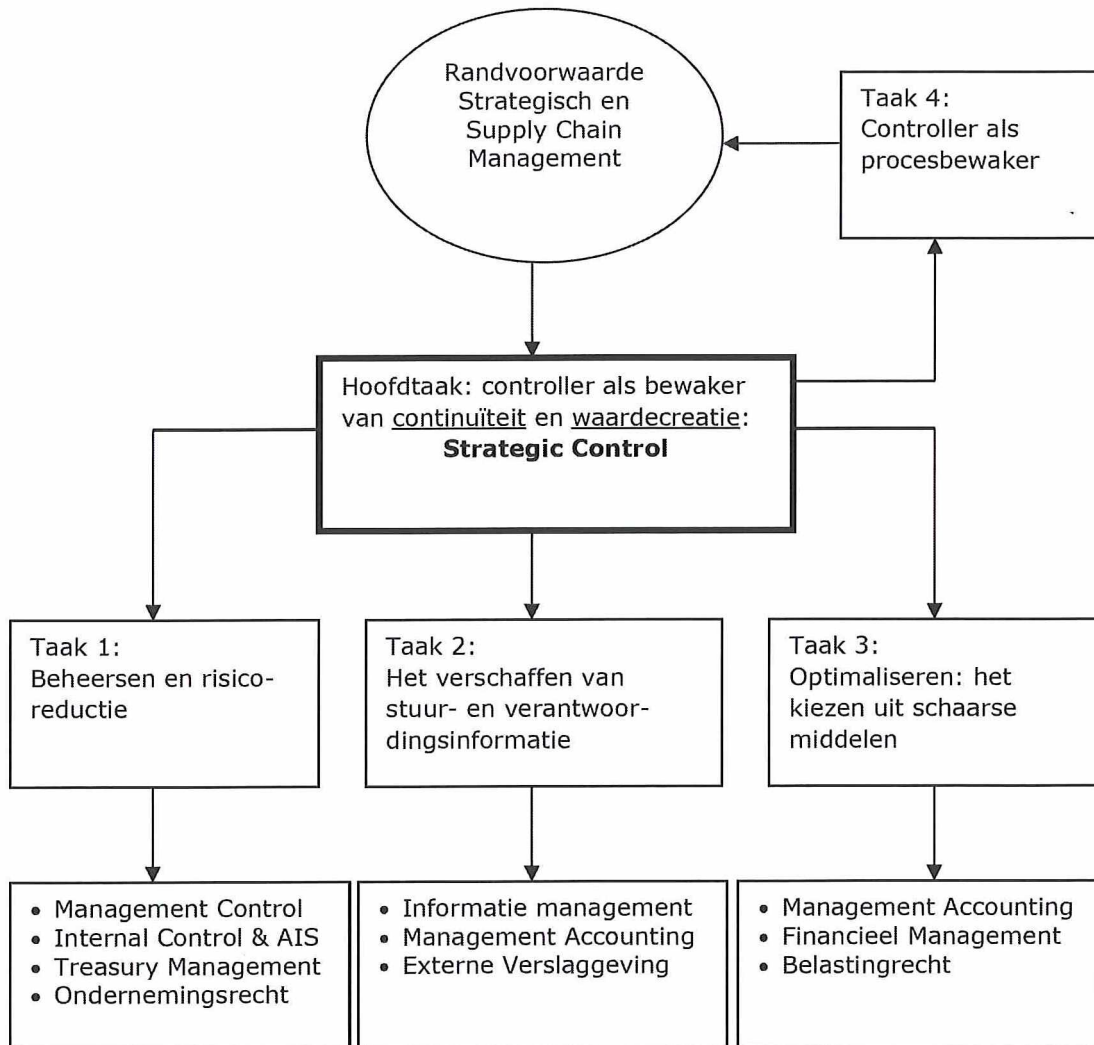 Randvoorwaarde
Strategisch en
Supply Chain
Management
Taak 4:
Controller als
procesbewaker
Hoofdtaak: controller als bewaker
van continuïteit en waardecreatie:
Strategic Control
Taak 1:
Beheersen en risico-
reductie
Taak 2:
Het verschaffen van
stuur- en verantwoor-
dingsinformatie
Taak 3:
Optimaliseren: het
kiezen uit schaarse
middelen
• Management Control
• Internal Control & AIS
• Treasury Management
• Ondernemingsrecht
• Informatie management
• Management Accounting
• Externe Verslaggeving
• Management Accounting
• Financieel Management
• Belastingrecht